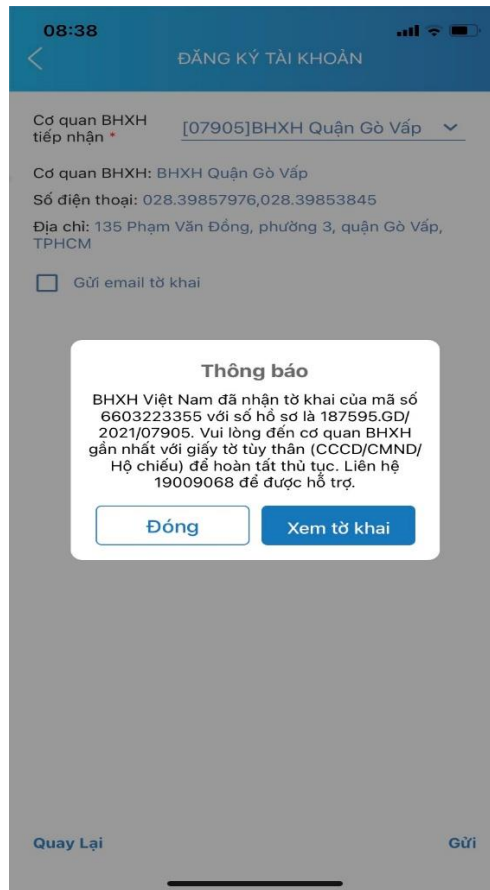 08:38
ĐĂNG KÝ TÀI KHOẢN
Cơ quan BHXH
tiếp nhận *
[07905]BHXH Quận Gò Vấp
Cơ quan BHXH: BHXH Quận Gò Vấp
Số điện thoại: 028.39857976,028.39853845
Địa chỉ: 135 Phạm Văn Đồng, phường 3, quận Gò Vấp,
TPHCM
Gửi email tờ khai
Thông báo
BHXH Việt Nam đã nhận tờ khai của mã số
6603223355 với số hồ sơ là 187595.GD/
2021/07905. Vui lòng đến cơ quan BHXH
gần nhất với giấy tờ tùy thân (CCCD/CMND/
Hộ chiếu) để hoàn tất thủ tục. Liên hệ
19009068 để được hỗ trợ.
Đóng
Xem tờ khai
Quay Lại
Gửi